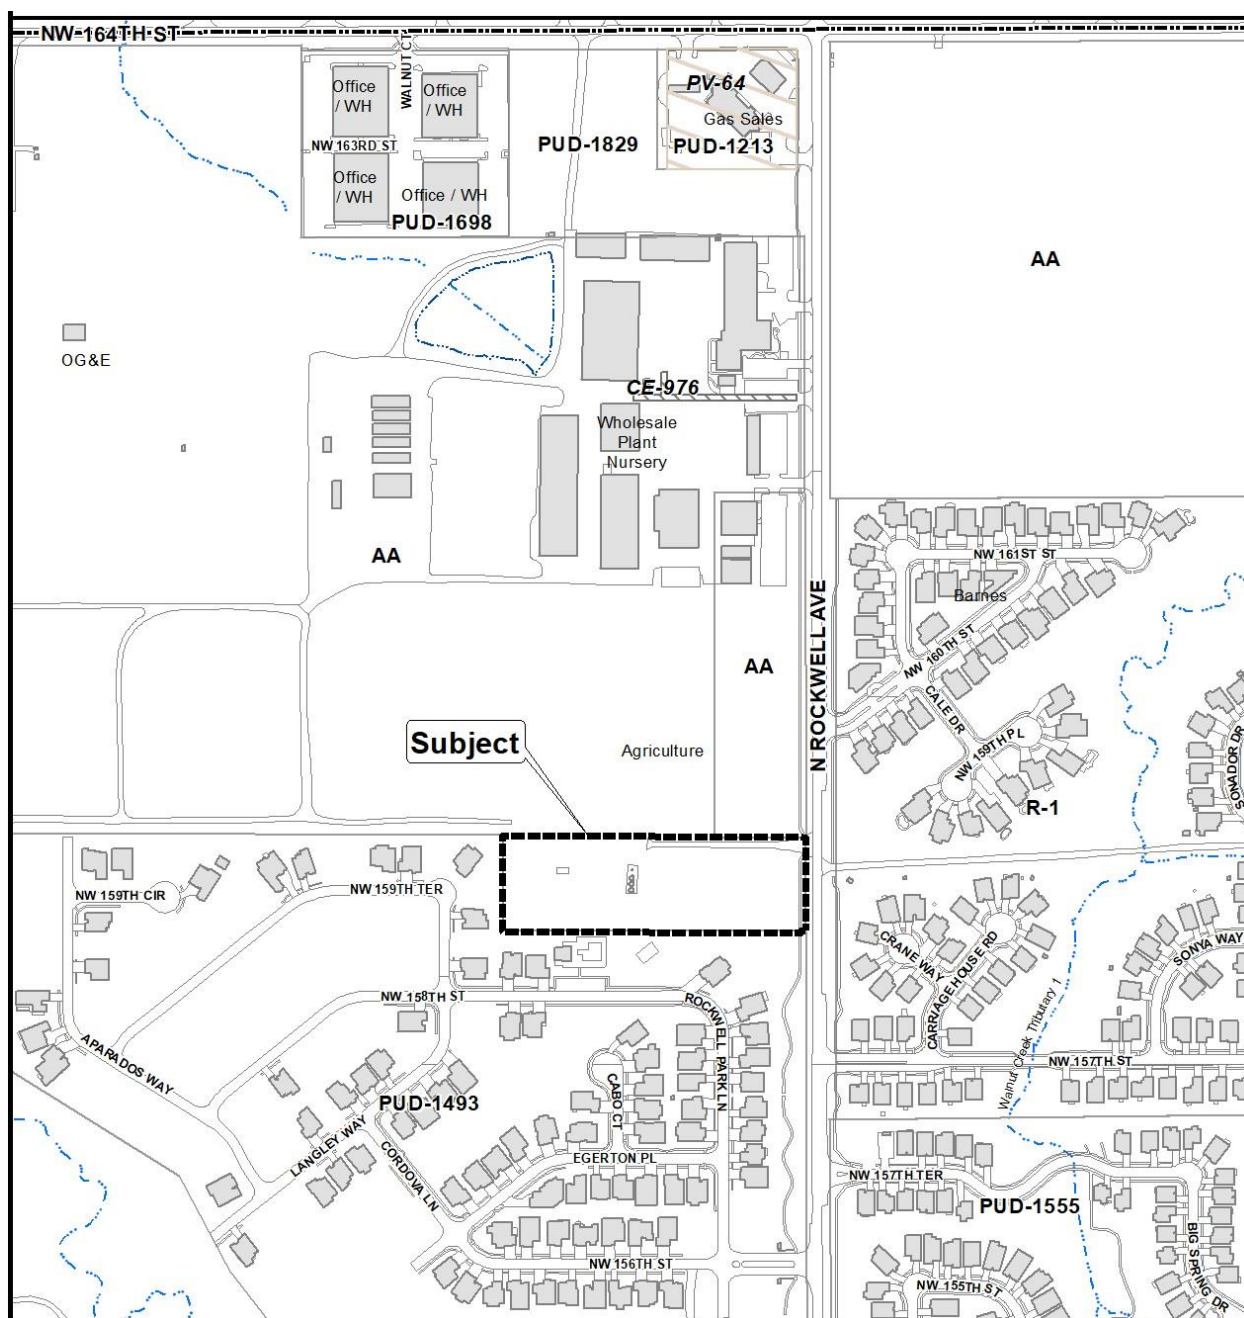 NW 164TH ST
WALNUT CT
Office
/ WH
Office
/ WH
NW 163RD ST
Office
/ WH
Office / WH
PUD-1698
PUD-1829
PV-64
Gas Sales
PUD-1213
AA
OG&E
CE-976
Wholesale
Plant
Nursery
AA
AA
N ROCKWELL AVE
NW 161ST ST
Barnes
NW 160TH ST
CALE DR
NW 159TH PL
R-1
SONADOR DR
Subject
Agriculture
NW 159TH CIR
NW 159TH TER
NW 158TH ST
APARADOS WAY
PUD-1493
LANGLEY WAY
CORDOVA LN
CABO CT
ROCKWELL PARK LN
EGERTON PL
NW 156TH ST
CRANE WAY
CARRIAGE HOUSE RD
SONYA WAY
Walnut Creek Tributary 1
NW 157TH ST
NW 157TH TER
PUD-1555
BIG SPRING DR
NW 155TH ST